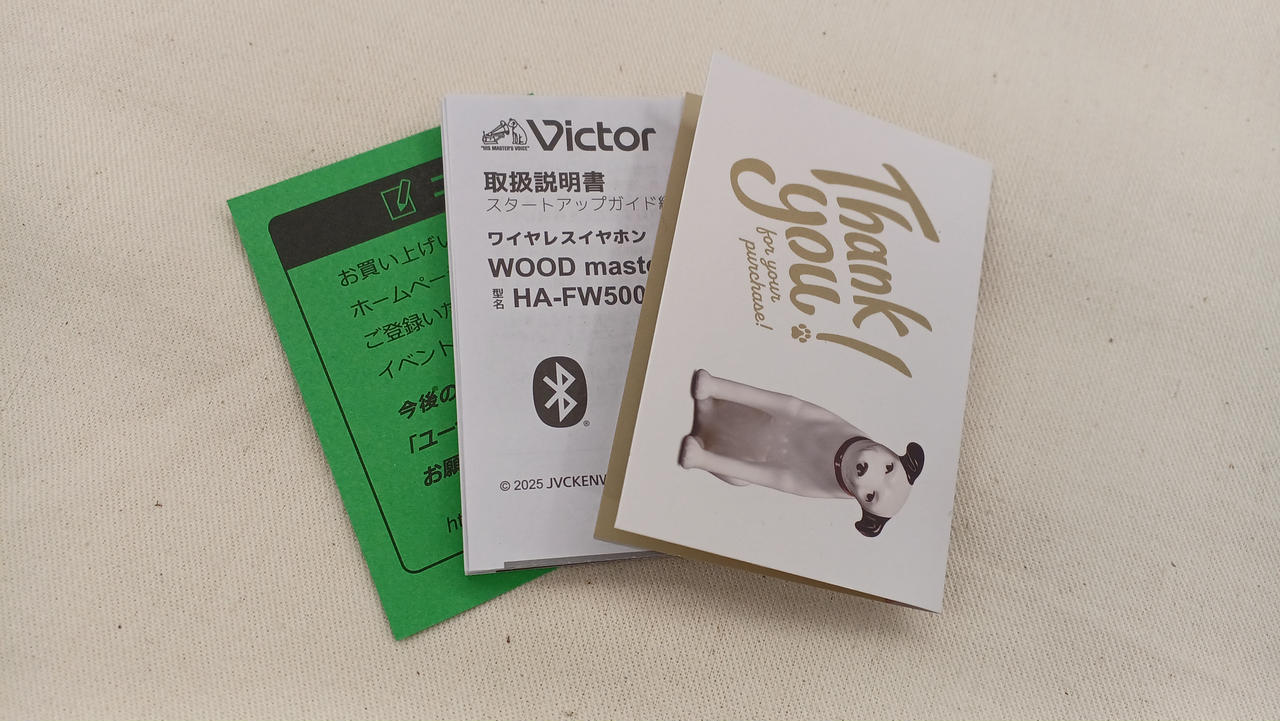 お買い上げい
ホームペー
ご登録いた
イベント
今後の
「ユー
お願
"HIS MASTER'S VOICE"
Victor
取扱説明書
スタートアップガイド
ワイヤレスイヤホン
WOOD maste
型名 HA-FW500
© 2025 JVCKENW
Thank
you!
for your
purchase!